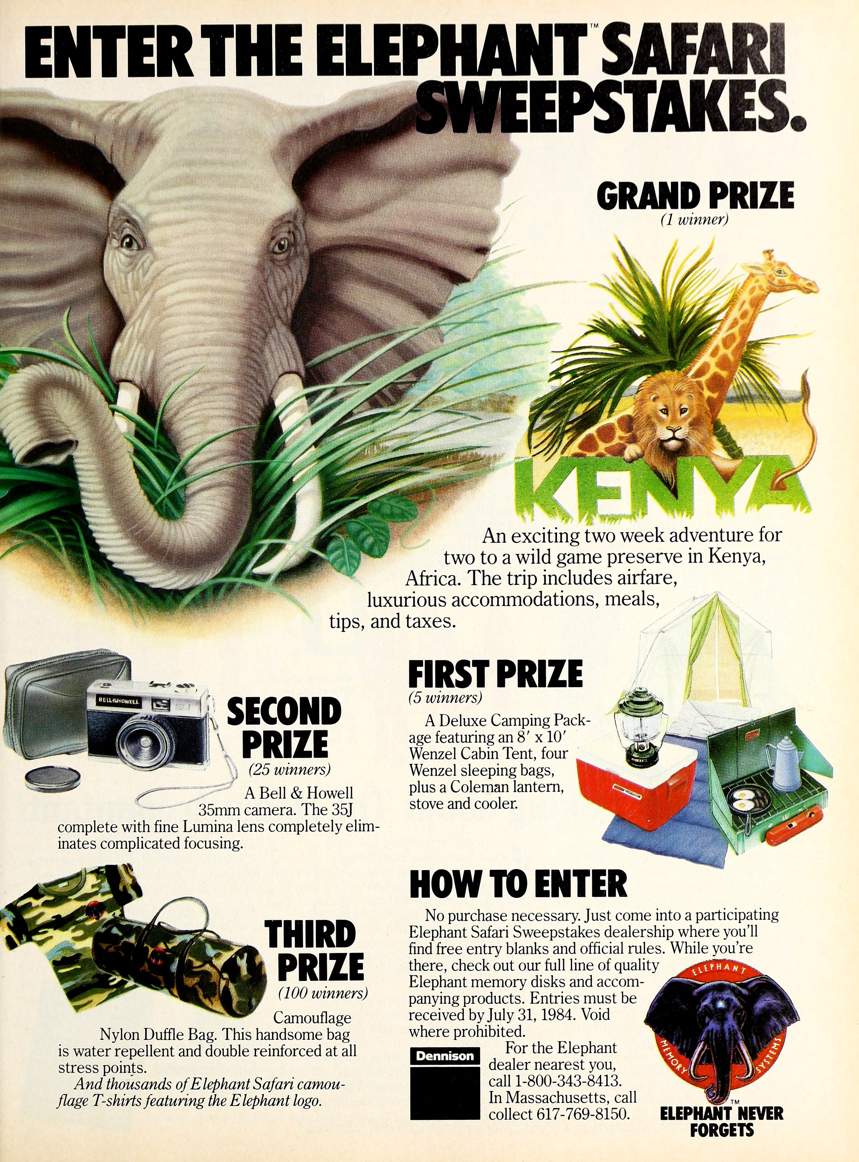 ENTER THE ELEPHANT™ SAFARI
SWEEPSTAKES.
GRAND PRIZE
(1 winner)
KENYA
An exciting two week adventure for
two to a wild game preserve in Kenya,
Africa. The trip includes airfare,
luxurious accommodations, meals,
tips, and taxes.
FIRST PRIZE
(5 winners)
A Deluxe Camping Pack-
age featuring an 8' x 10'
Wenzel Cabin Tent, four
Wenzel sleeping bags,
plus a Coleman lantern,
stove and cooler.
BELL & HOWELL
SECOND
PRIZE
(25 winners)
A Bell & Howell
35mm camera. The 35J
complete with fine Lumina lens completely elim-
inates complicated focusing.
THIRD
PRIZE
(100 winners)
Camouflage
Nylon Duffle Bag. This handsome bag
is water repellent and double reinforced at all
stress points.
And thousands of Elephant Safari camou-
flage T-shirts featuring the Elephant logo.
HOW TO ENTER
No purchase necessary. Just come into a participating
Elephant Safari Sweepstakes dealership where you'll
find free entry blanks and official rules. While you're
there, check out our full line of quality
Elephant memory disks and accom-
panying products. Entries must be
received by July 31, 1984. Void
where prohibited.
Dennison
For the Elephant
dealer nearest you,
call 1-800-343-8413.
In Massachusetts, call
collect 617-769-8150.
ELEPHANT
MEMORY SYSTEMS
™
ELEPHANT NEVER
FORGETS